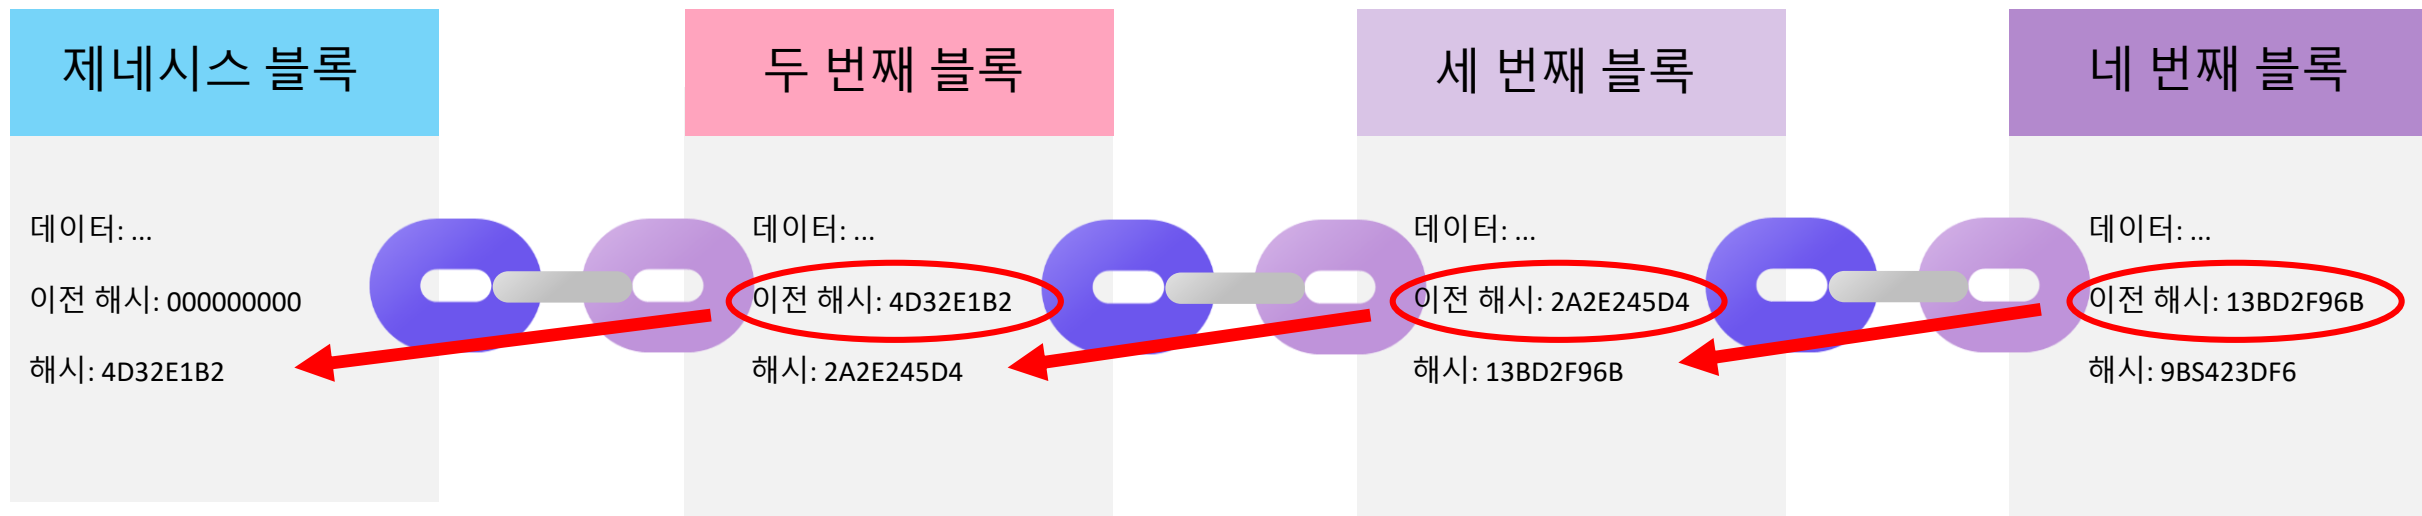 제네시스 블록
데이터: ...
이전 해시: 000000000
해시: 4D32E1B2
두 번째 블록
데이터: ...
이전 해시: 4D32E1B2
해시: 2A2E245D4
세 번째 블록
데이터: ...
이전 해시: 2A2E245D4
해시: 13BD2F96B
네 번째 블록
데이터: ...
이전 해시: 13BD2F96B
해시: 9BS423DF6